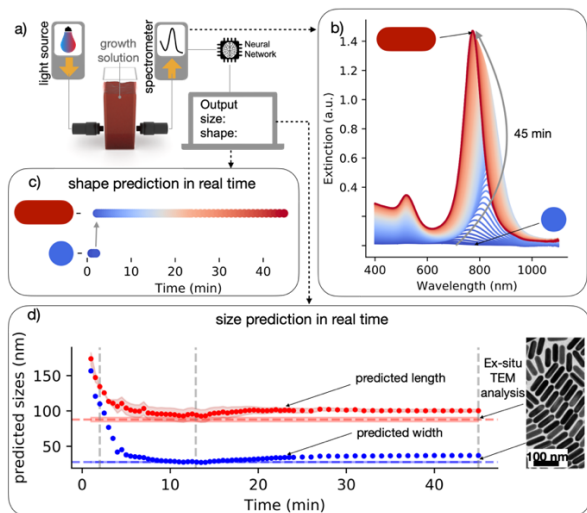 a)
light source
growth
solution
spectrometer
Neural
Network
Output
size:
shape:
b)
Extinction (a.u.)
1.4
1.2
1.0
0.8
0.6
0.4
45 min
400 600 800 1000
Wavelength (nm)
c) shape prediction in real time
0 10 20 30 40
Time (min)
d) size prediction in real time
predicted sizes (nm)
150
100
50
predicted length
predicted width
Ex-situ
TEM
analysis
100 nm
0 10 20 30 40
Time (min)